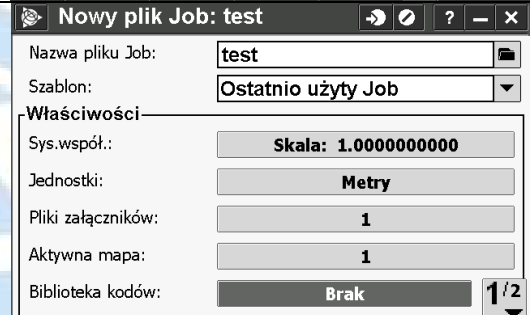 Nowy plik Job: test ? – ×
Nazwa pliku Job: test
Szablon: Ostatnio użyty Job
Właściwości
Sys.współ.: Skala: 1.0000000000
Jednostki: Metry
Pliki załączników: 1
Aktywna mapa: 1
Biblioteka kodów: Brak 1/2